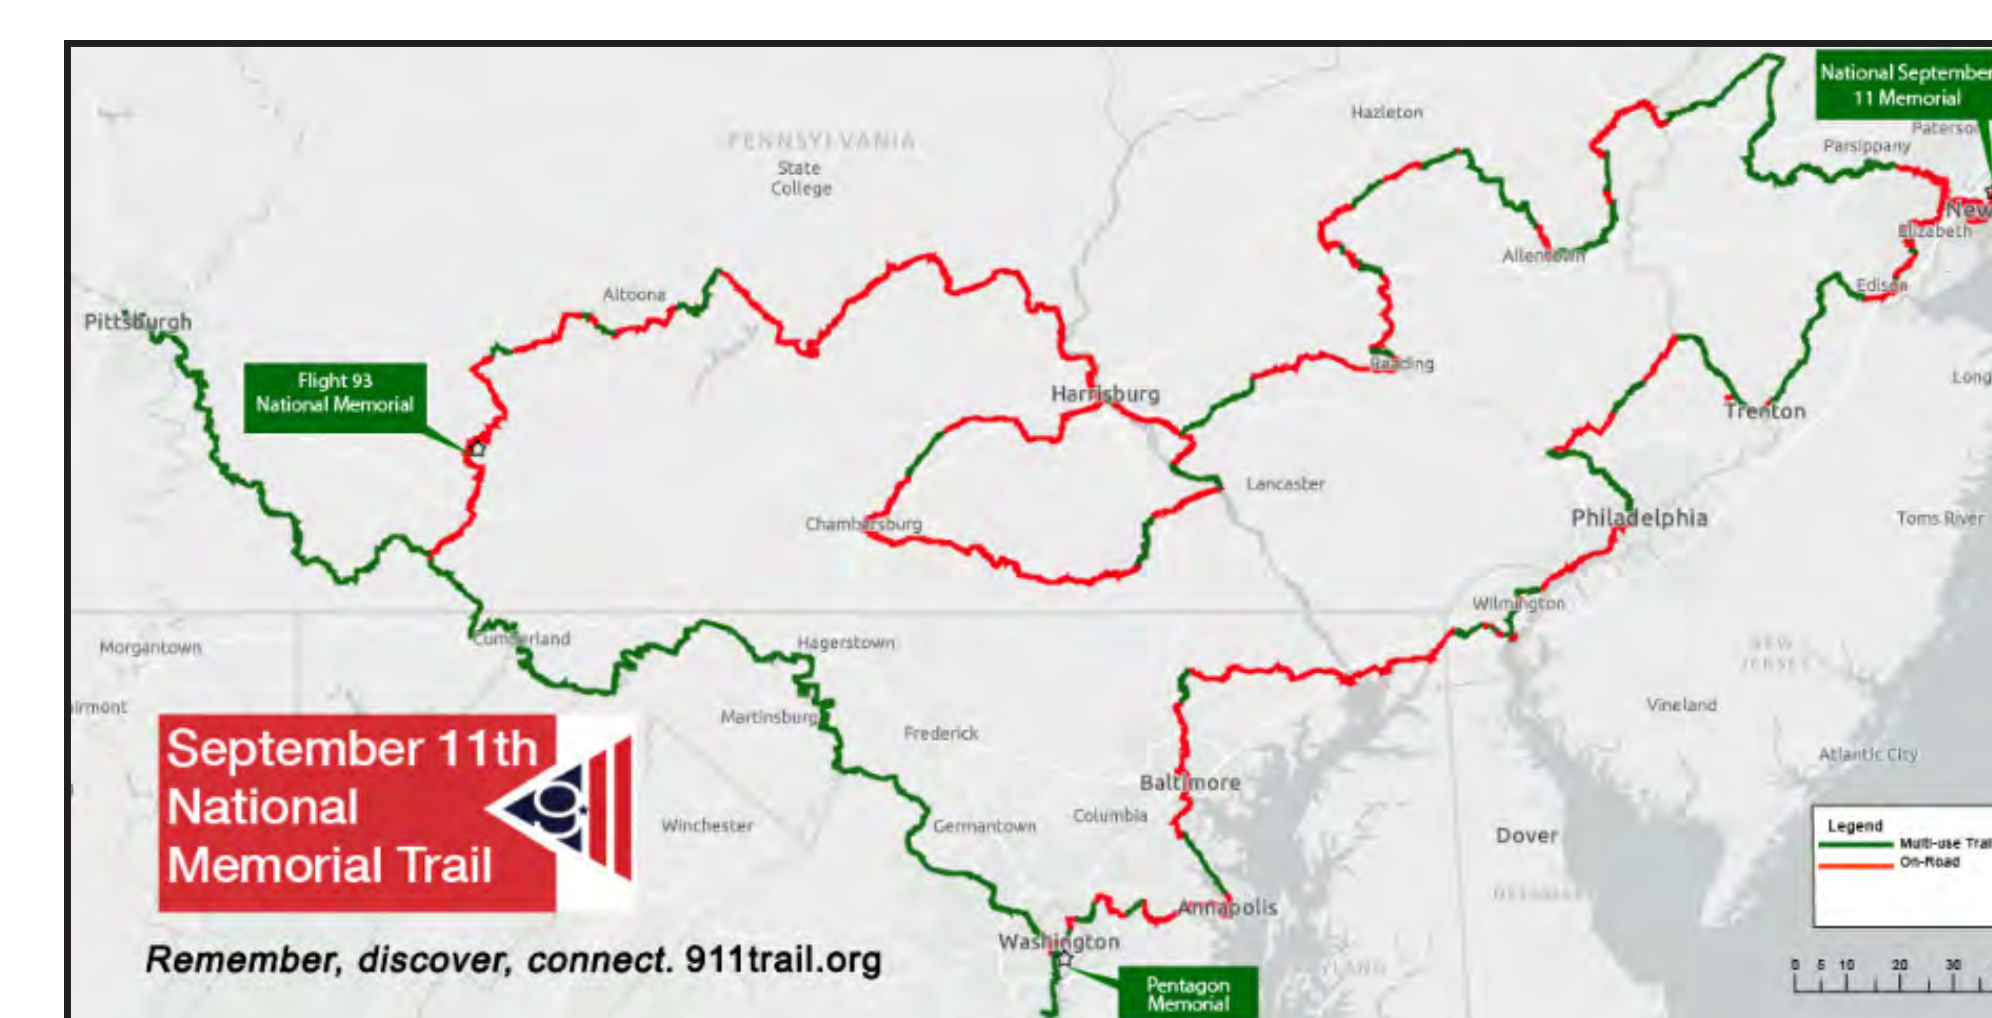 National September
11 Memorial
Hazleton
Parsippany
PENNSYLVANIA
State
College
New
Elizabeth
Allentown
Edison
Altoona
Pittsburgh
Reading
Flight 93
National Memorial
Harrisburg
Long
Trenton
Lancaster
Chambersburg
Philadelphia
Toms River
Wilmington
Cumberland
Hagerstown
Morgantown
NEW
JERSEY
Martinsburg
Frederick
Vineland
September 11th
National
Memorial Trail
911
Atlantic City
Baltimore
Columbia
Winchester
Germantown
Dover
Legend
Multi-use Trail
On-Road
DELAWARE
Annapolis
Washington
Remember, discover, connect. 911trail.org
Pentagon
Memorial
0 5 10 20 30